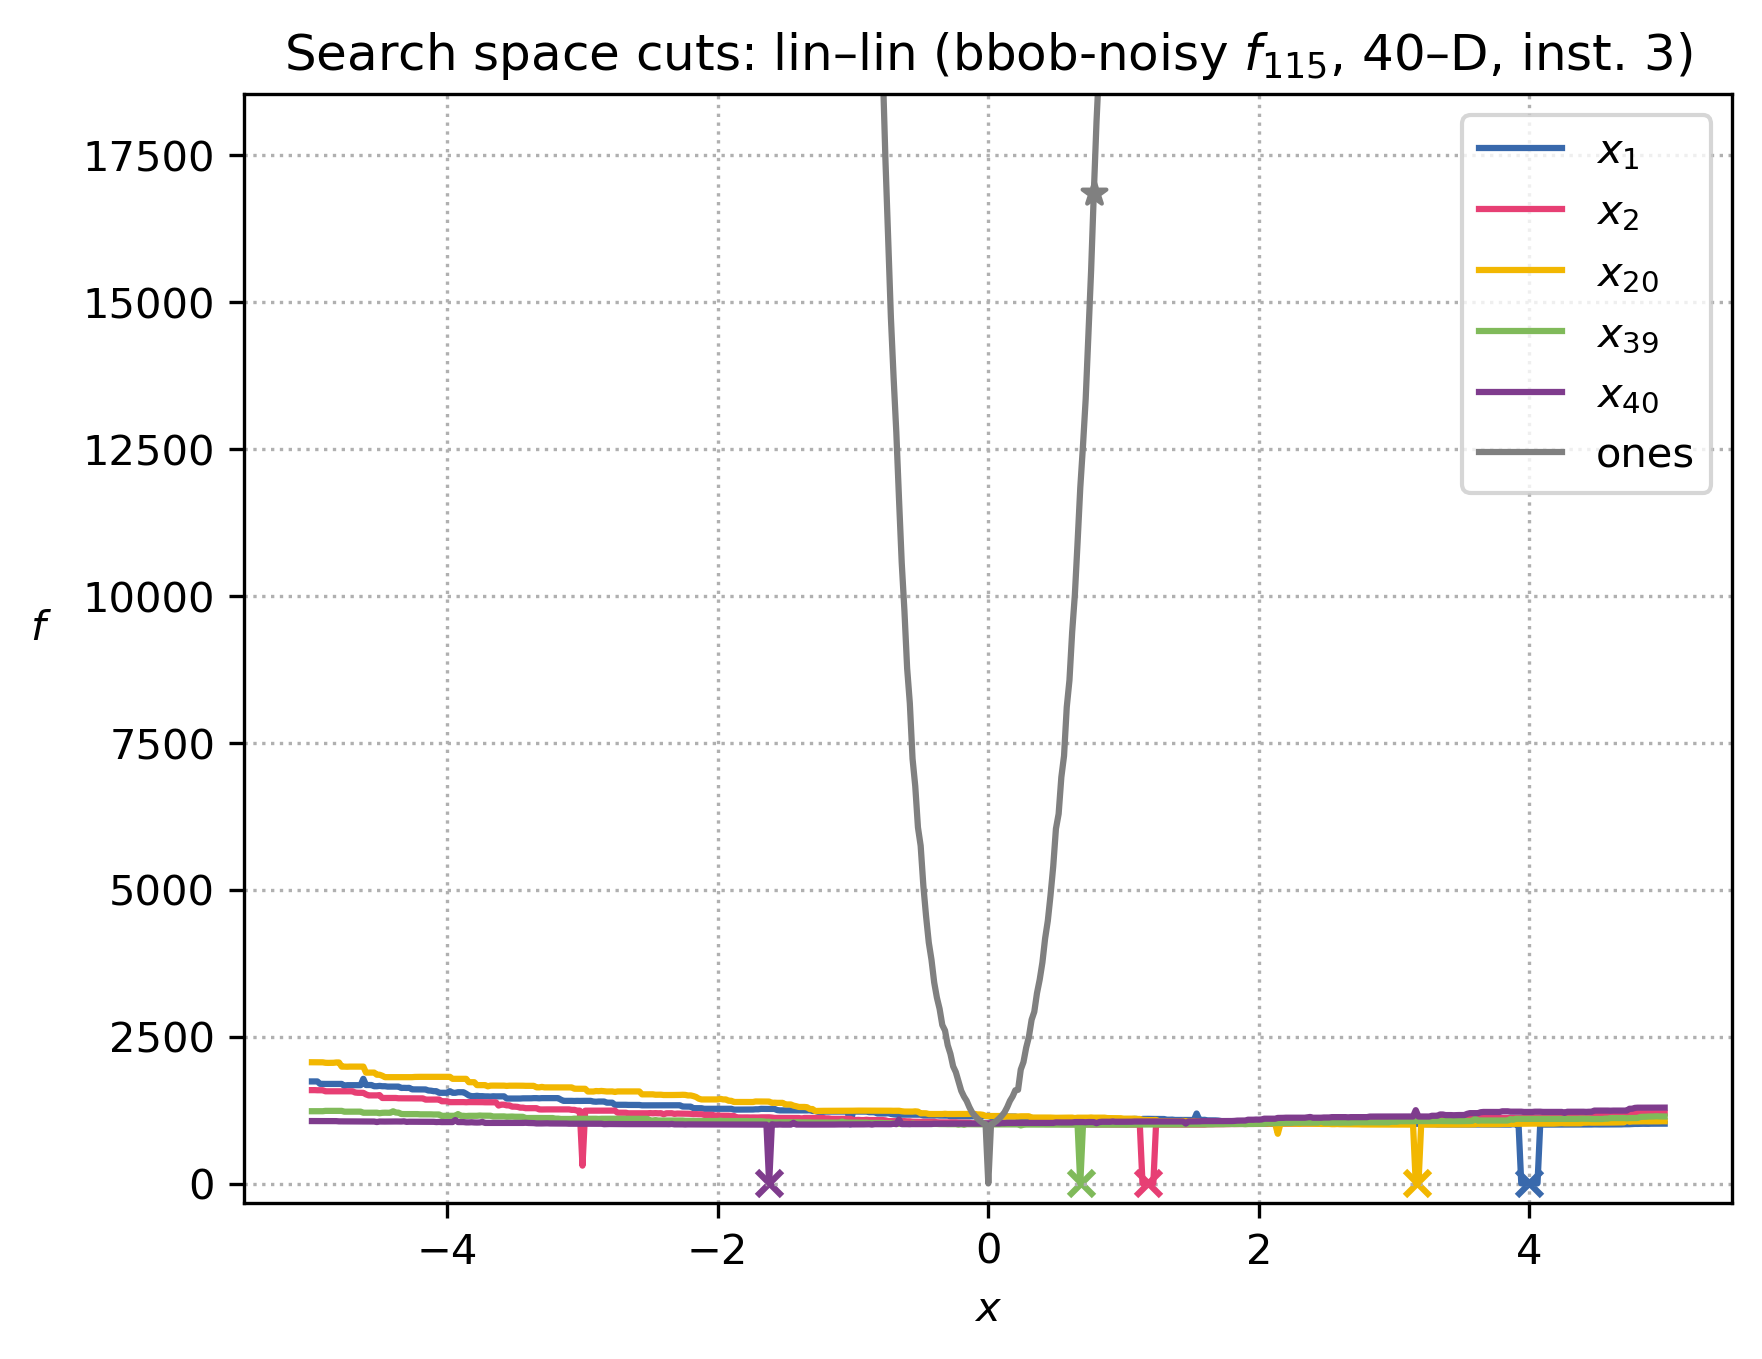 Search space cuts: lin–lin (bbob-noisy f₁₁₅, 40–D, inst. 3)
17500
15000
12500
10000
7500
5000
2500
0
f
−4
−2
0
2
4
x
x₁
x₂
x₂₀
x₃₉
x₄₀
ones